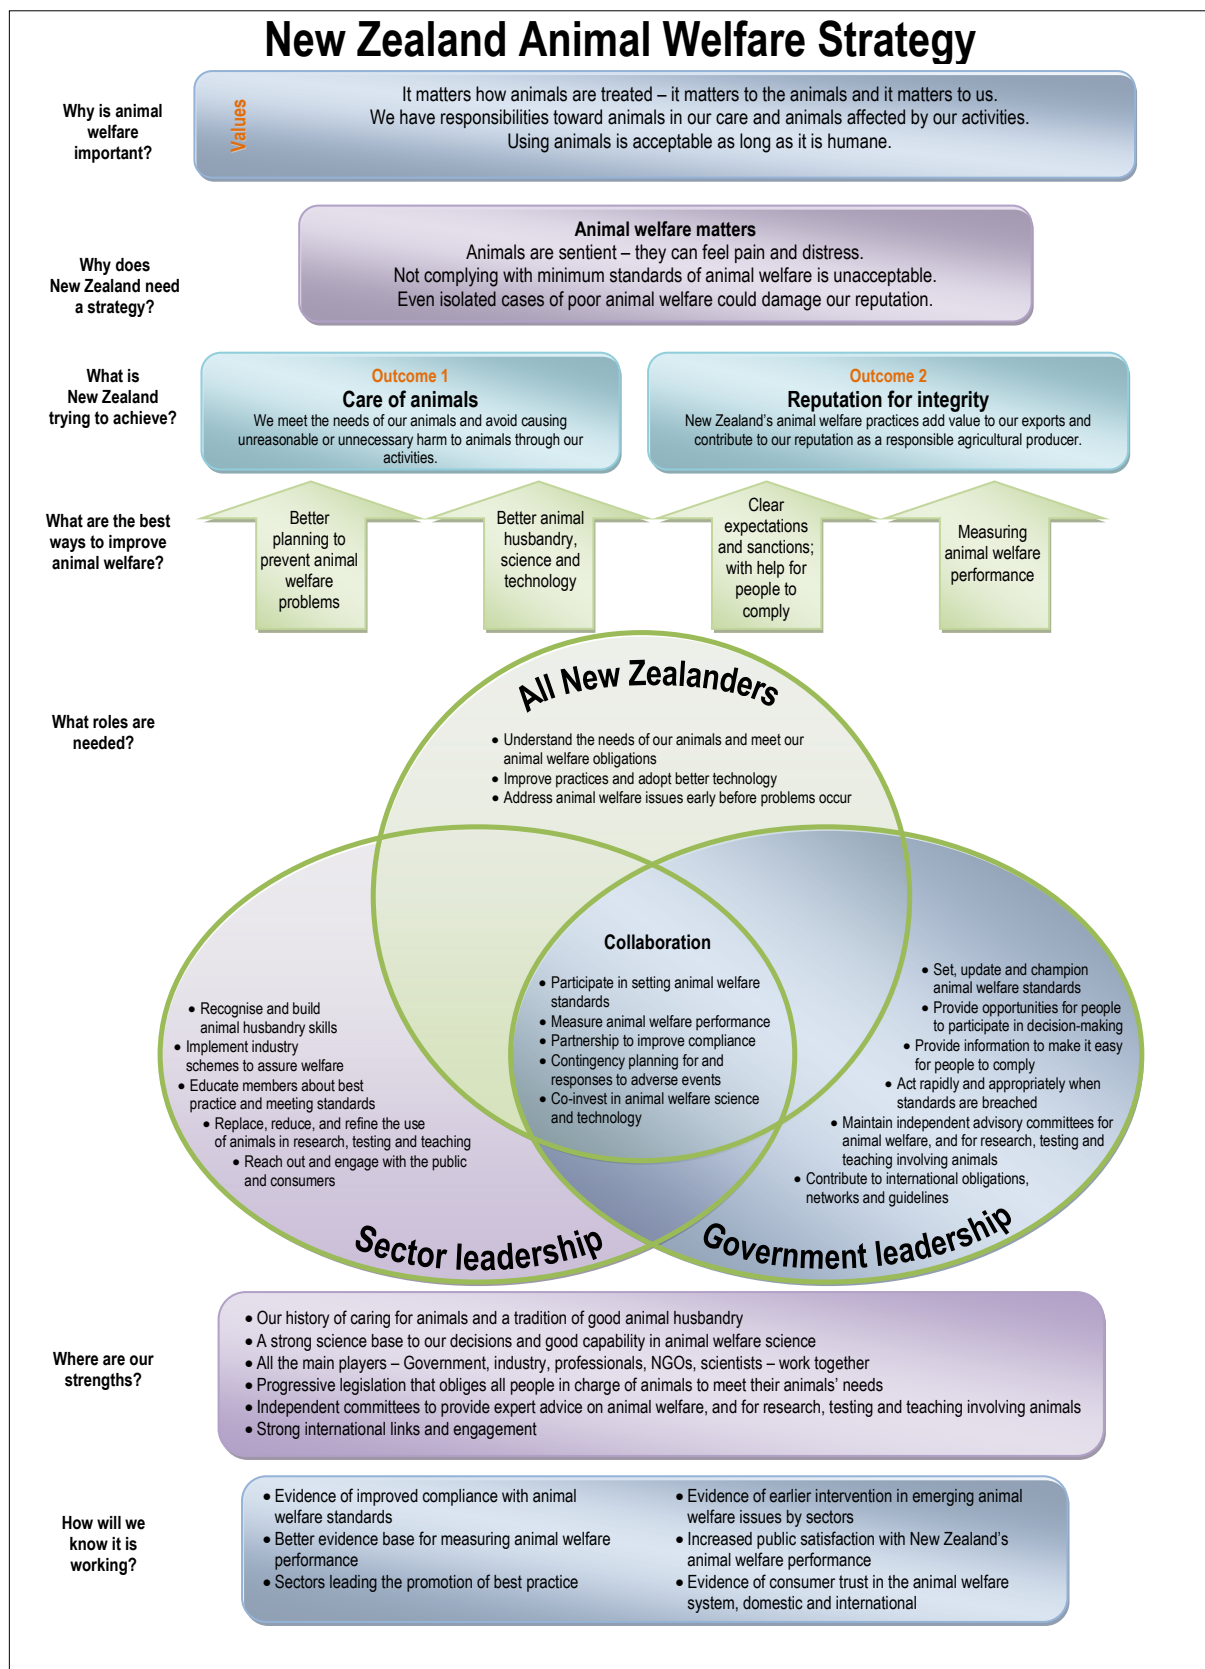 New Zealand Animal Welfare Strategy
Why is animal
welfare
important?
Values
It matters how animals are treated – it matters to the animals and it matters to us.
We have responsibilities toward animals in our care and animals affected by our activities.
Using animals is acceptable as long as it is humane.
Why does
New Zealand need
a strategy?
Animal welfare matters
Animals are sentient – they can feel pain and distress.
Not complying with minimum standards of animal welfare is unacceptable.
Even isolated cases of poor animal welfare could damage our reputation.
What is
New Zealand
trying to achieve?
Outcome 1
Care of animals
We meet the needs of our animals and avoid causing
unreasonable or unnecessary harm to animals through our
activities.
Outcome 2
Reputation for integrity
New Zealand's animal welfare practices add value to our exports and
contribute to our reputation as a responsible agricultural producer.
What are the best
ways to improve
animal welfare?
Better
planning to
prevent animal
welfare
problems
Better animal
husbandry,
science and
technology
Clear
expectations
and sanctions;
with help for
people to
comply
Measuring
animal welfare
performance
What roles are
needed?
All New Zealanders
• Understand the needs of our animals and meet our
animal welfare obligations
• Improve practices and adopt better technology
• Address animal welfare issues early before problems occur
Collaboration
• Participate in setting animal welfare
standards
• Measure animal welfare performance
• Partnership to improve compliance
• Contingency planning for and
responses to adverse events
• Co-invest in animal welfare science
and technology
• Recognise and build
animal husbandry skills
• Implement industry
schemes to assure welfare
• Educate members about best
practice and meeting standards
• Replace, reduce, and refine the use
of animals in research, testing and teaching
• Reach out and engage with the public
and consumers
Sector leadership
• Set, update and champion
animal welfare standards
• Provide opportunities for people
to participate in decision-making
• Provide information to make it easy
for people to comply
• Act rapidly and appropriately when
standards are breached
• Maintain independent advisory committees for
animal welfare, and for research, testing and
teaching involving animals
• Contribute to international obligations,
networks and guidelines
Government leadership
Where are our
strengths?
• Our history of caring for animals and a tradition of good animal husbandry
• A strong science base to our decisions and good capability in animal welfare science
• All the main players – Government, industry, professionals, NGOs, scientists – work together
• Progressive legislation that obliges all people in charge of animals to meet their animals' needs
• Independent committees to provide expert advice on animal welfare, and for research, testing and teaching involving animals
• Strong international links and engagement
How will we
know it is
working?
• Evidence of improved compliance with animal
welfare standards
• Better evidence base for measuring animal welfare
performance
• Sectors leading the promotion of best practice
• Evidence of earlier intervention in emerging animal
welfare issues by sectors
• Increased public satisfaction with New Zealand's
animal welfare performance
• Evidence of consumer trust in the animal welfare
system, domestic and international